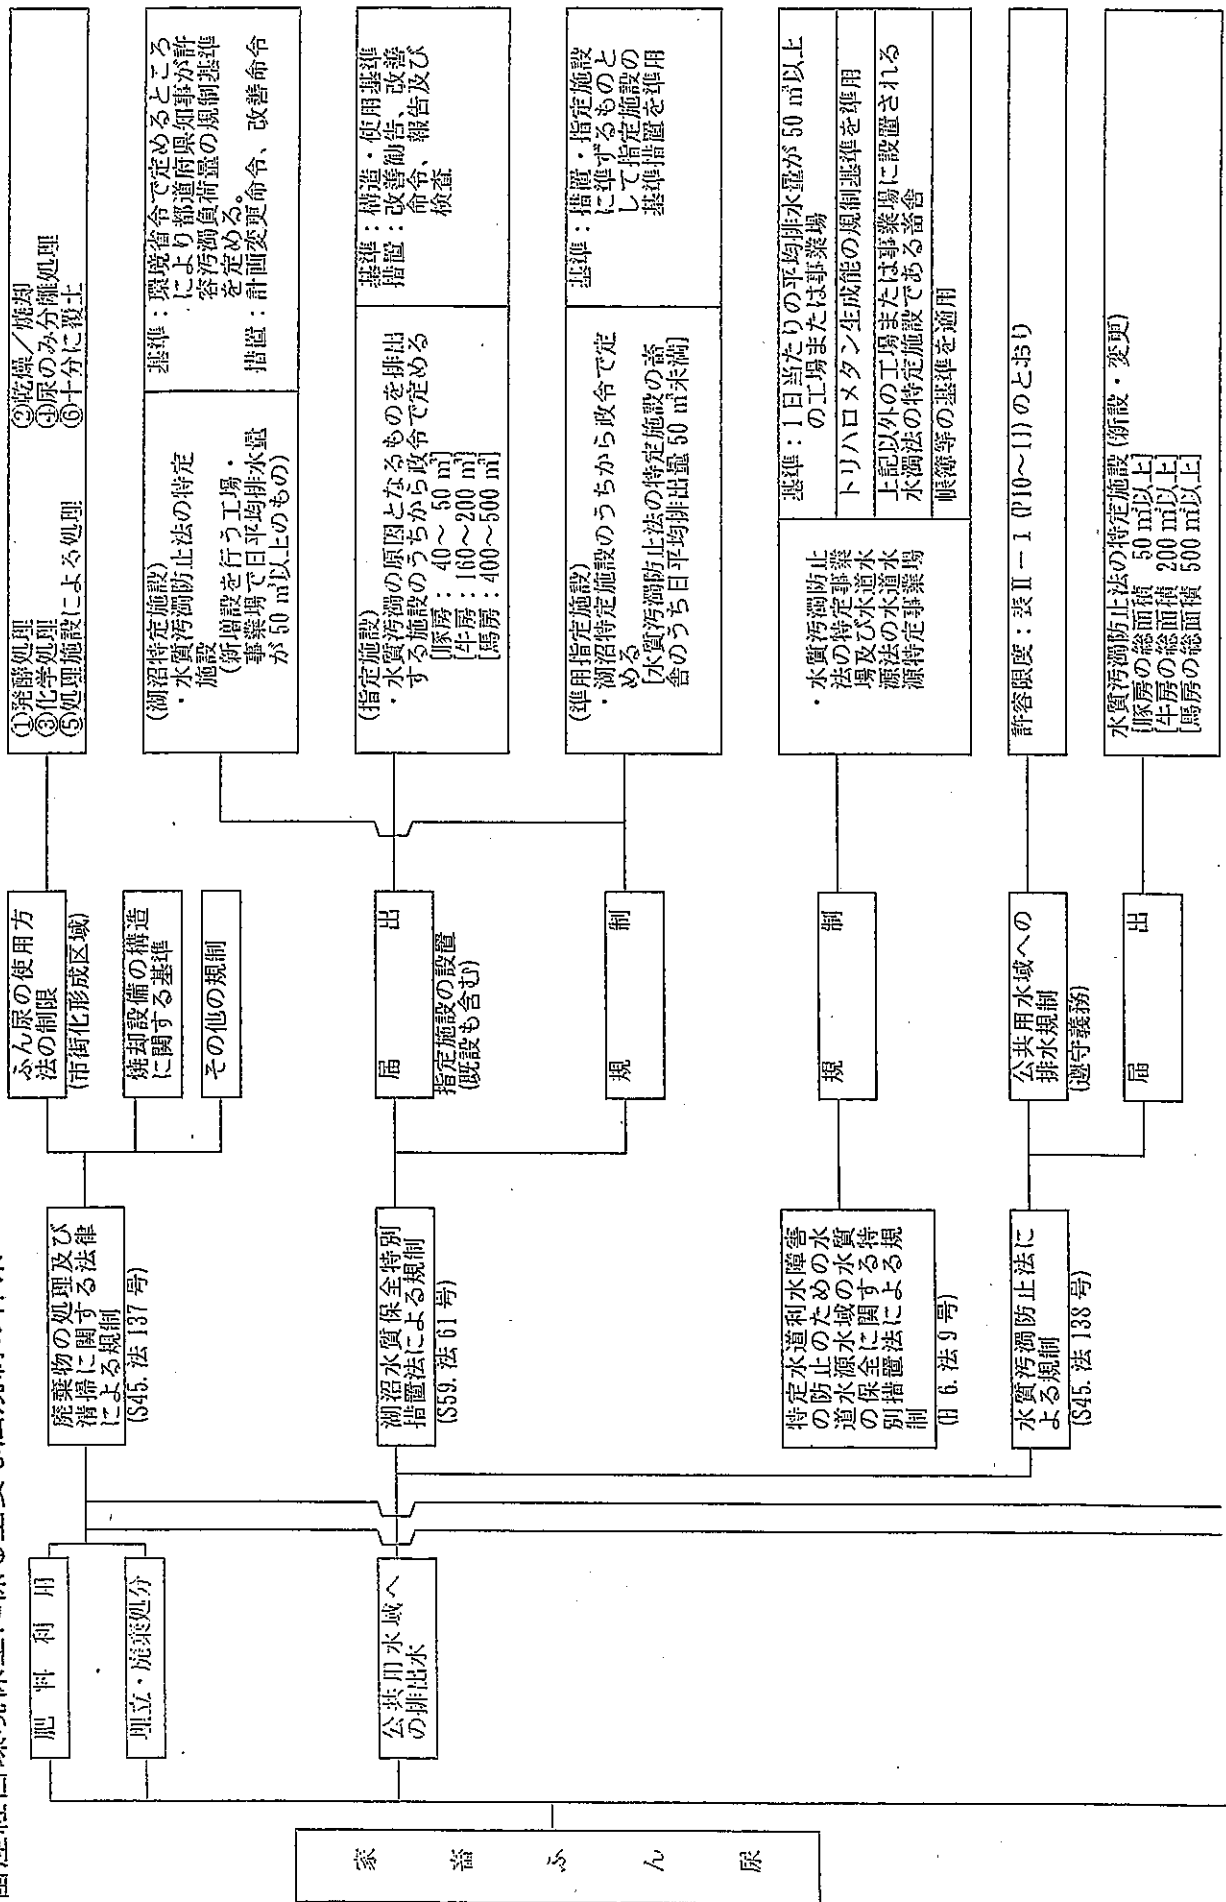 家畜ふん尿
肥料利用
埋立・廃棄処分
公共用水域へ
の排出水
廃棄物の処理及び
清掃に関する法律
による規制
(S45.法137号)
湖沼水質保全特別
措置法による規制
(S59.法61号)
特定水道利水障害
の防止のための水
道水源水域の水質
の保全に関する特
別措置法による規
制
(H 6.法9号)
水質汚濁防止法に
よる規制
(S45.法138号)
ふん尿の使用方
法の制限
(市街化形成区域)
焼却設備の構造
に関する基準
その他の規制
届出
指定施設の設置
(既設も含む)
規制
規制
公共用水域への
排水規制
(遵守義務)
届出
①発酵処理 ②乾燥/焼却
③化学処理 ④尿のみ分離処理
⑤処理施設による処理 ⑥十分に覆土
(湖沼特定施設)
・水質汚濁防止法の特定
施設
(新増設を行う工場・
事業場で日平均排水量
が50㎥以上のもの)
基準:環境省令で定めるところ
により都道府県知事が許
容汚濁負荷量の規制基準
を定める。
措置:計画変更命令、改善命令
(指定施設)
・水質汚濁の原因となるものを排出
する施設のうちから政令で定める
[豚房:40~50㎡]
[牛房:160~200㎡]
[馬房:400~500㎡]
基準:構造・使用基準
措置:改善勧告、改善
命令、報告及び
検査
(準用指定施設)
・湖沼特定施設のうちから政令で定
める
[水質汚濁防止法の特定施設の畜
舎のうち日平均排出量50㎥未満]
基準:措置・指定施設
に準ずるものと
して指定施設の
基準措置を準用
・水質汚濁防止
法の特定事業
場及び水道水
源法の水道水
源特定事業場
基準:1日当たりの平均排水量が50㎥以上
の工場または事業場
トリハロメタン生成能の規制基準を準用
上記以外の工場または事業場に設置される
水濁法の特定施設である畜舎
帳簿等の基準を適用
許容限度:表Ⅱ-1(P10~11)のとおり
水質汚濁防止法の特定施設(新設・変更)
[豚房の総面積 50㎡以上]
[牛房の総面積 200㎡以上]
[馬房の総面積 500㎡以上]